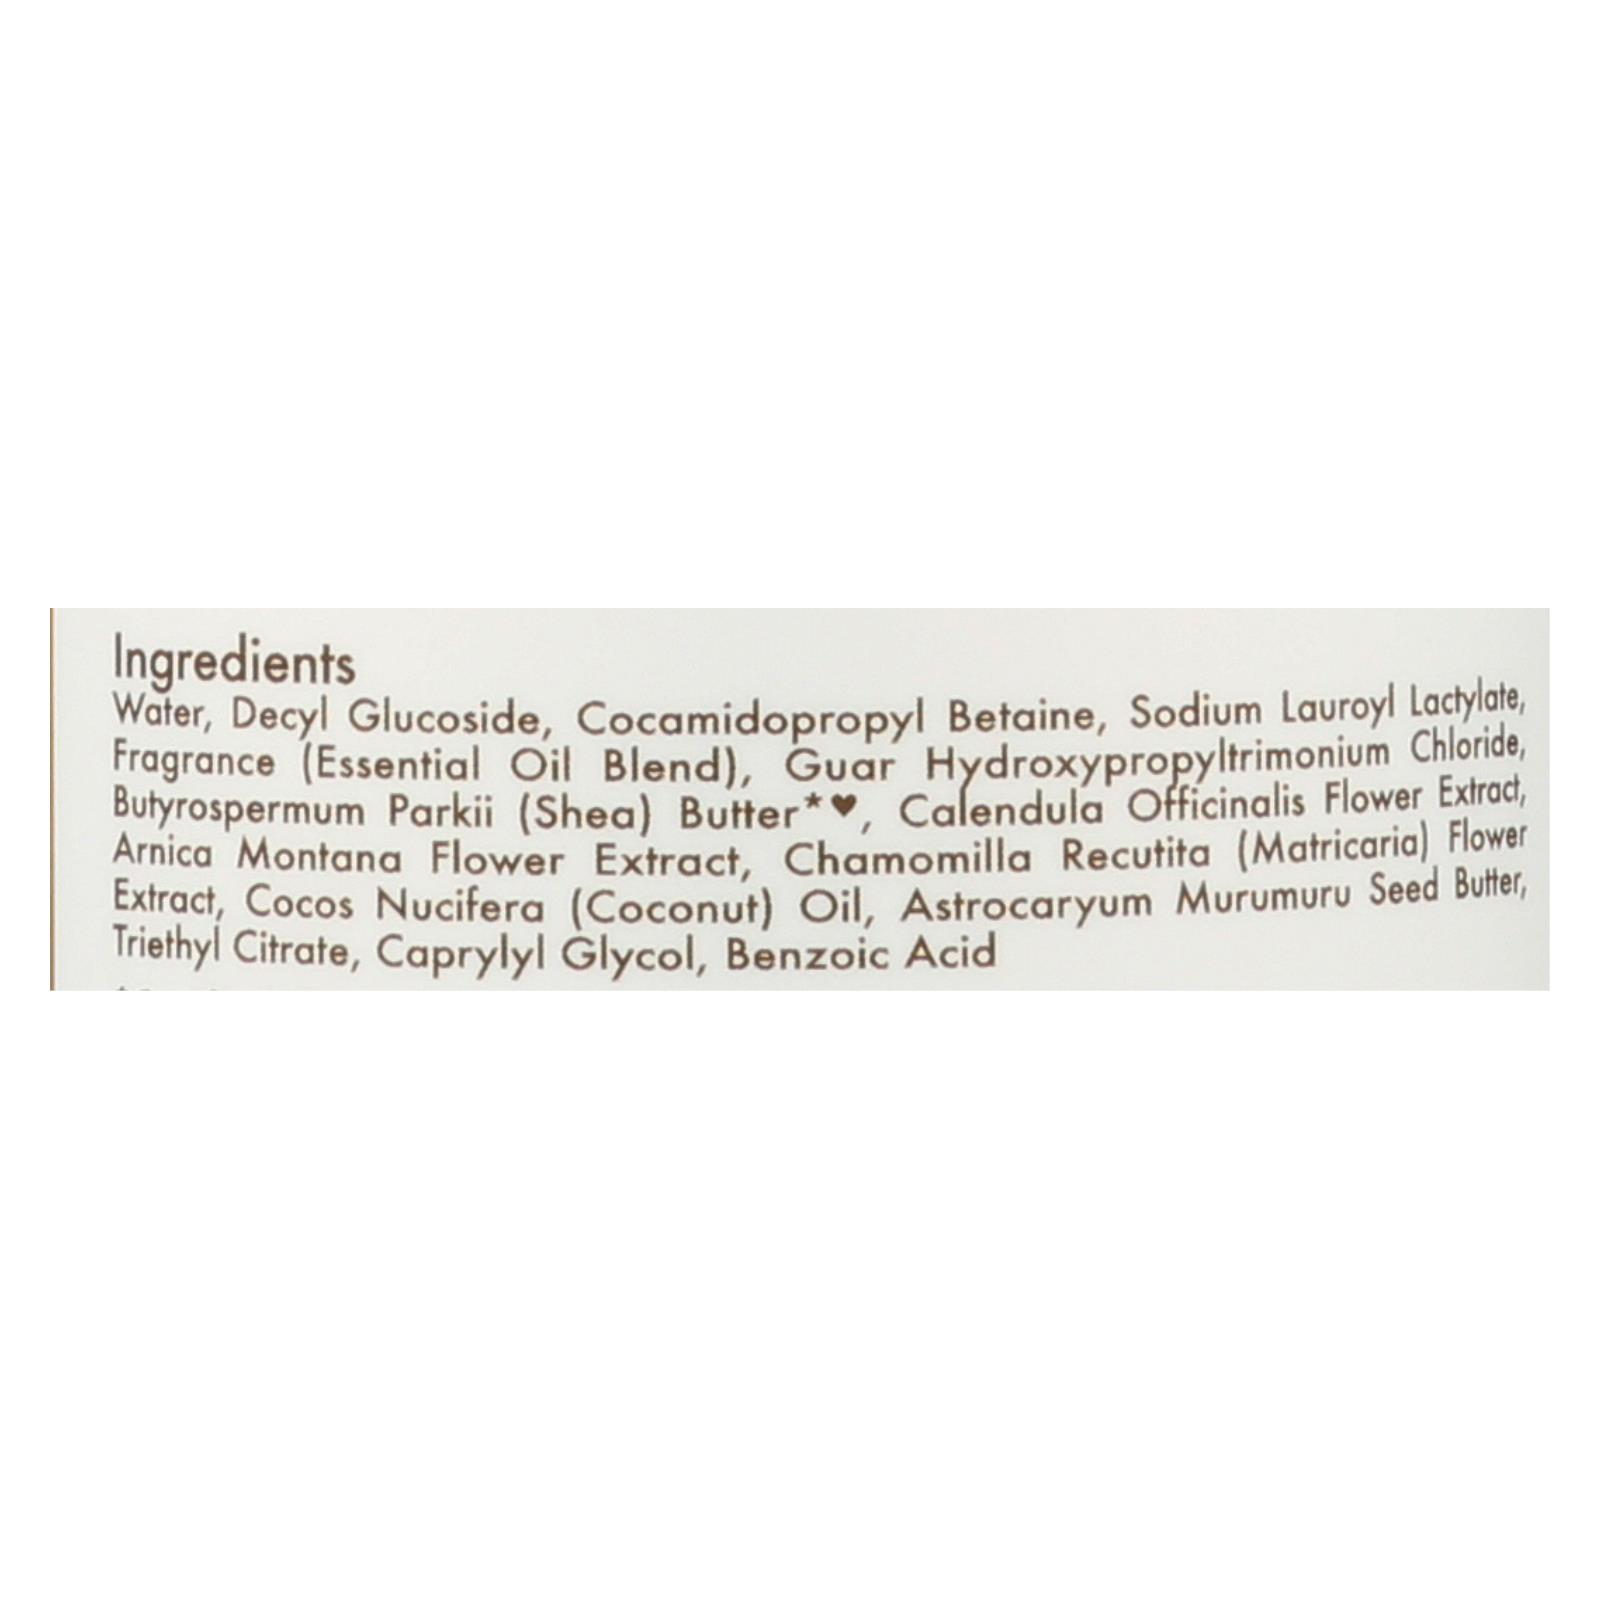 Ingredients
Water, Decyl Glucoside, Cocamidopropyl Betaine, Sodium Lauroyl Lactylate,
Fragrance (Essential Oil Blend), Guar Hydroxypropyltrimonium Chloride,
Butyrospermum Parkii (Shea) Butter*♥, Calendula Officinalis Flower Extract,
Arnica Montana Flower Extract, Chamomilla Recutita (Matricaria) Flower
Extract, Cocos Nucifera (Coconut) Oil, Astrocaryum Murumuru Seed Butter,
Triethyl Citrate, Caprylyl Glycol, Benzoic Acid